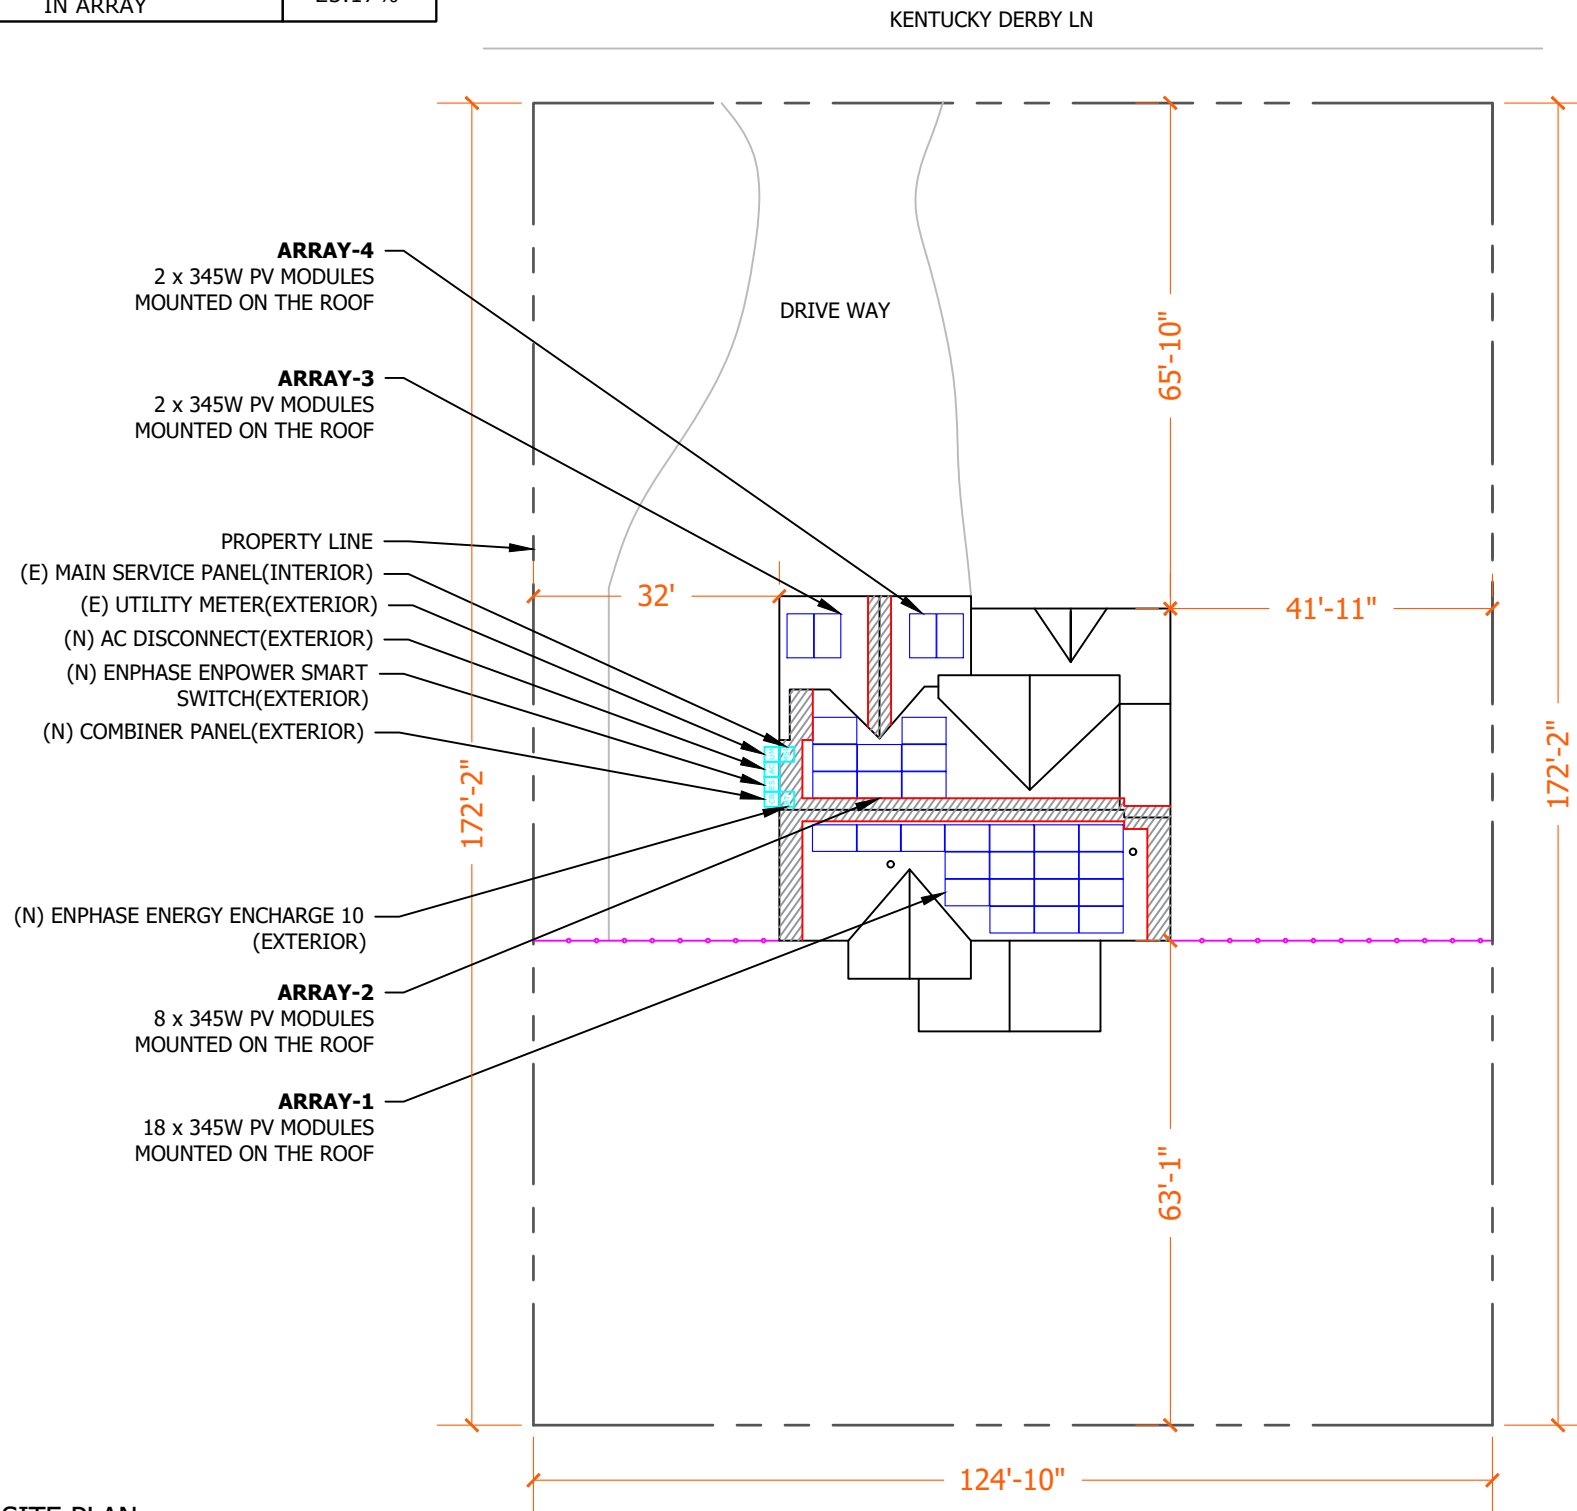 IN ARRAY
KENTUCKY DERBY LN
ARRAY-4
2 x 345W PV MODULES
MOUNTED ON THE ROOF
DRIVE WAY
65'-10"
ARRAY-3
2 x 345W PV MODULES
MOUNTED ON THE ROOF
PROPERTY LINE
(E) MAIN SERVICE PANEL(INTERIOR)
(E) UTILITY METER(EXTERIOR)
(N) AC DISCONNECT(EXTERIOR)
(N) ENPHASE ENPOWER SMART
SWITCH(EXTERIOR)
(N) COMBINER PANEL(EXTERIOR)
32'
41'-11"
172'-2"
172'-2"
(N) ENPHASE ENERGY ENCHARGE 10
(EXTERIOR)
ARRAY-2
8 x 345W PV MODULES
MOUNTED ON THE ROOF
ARRAY-1
18 x 345W PV MODULES
MOUNTED ON THE ROOF
63'-1"
124'-10"
SITE PLAN